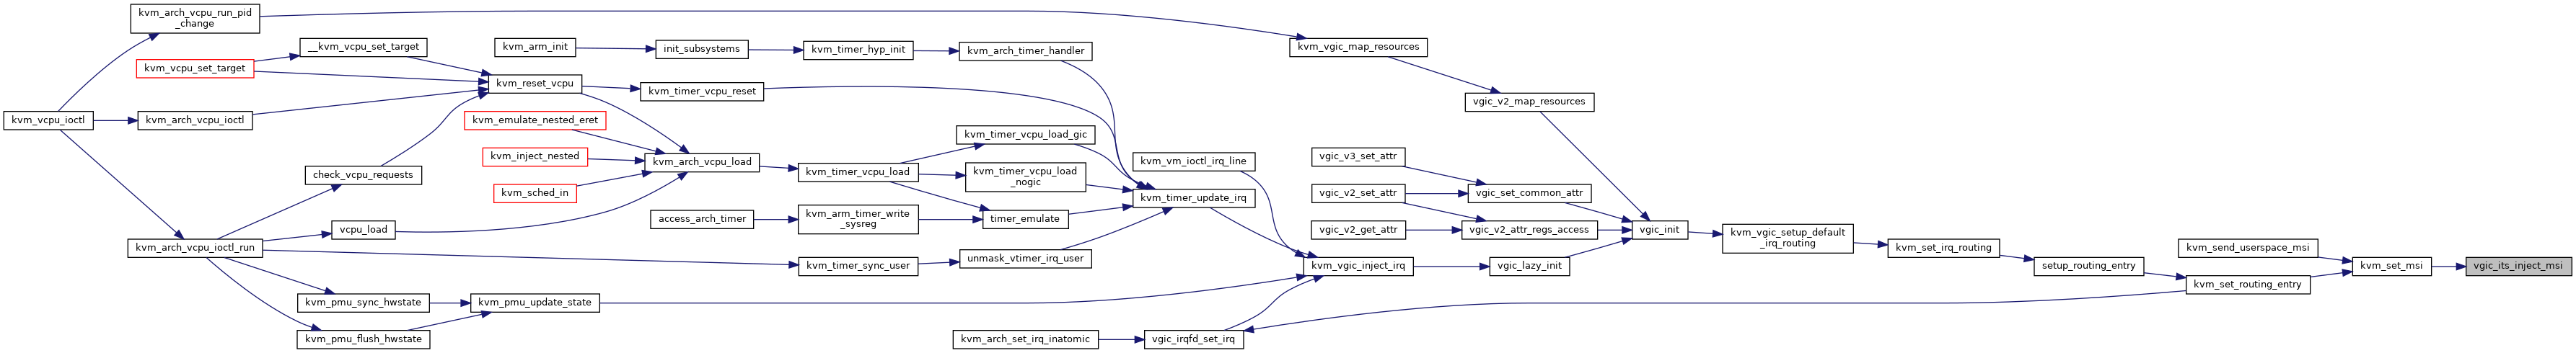 kvm_arch_vcpu_run_pid
_change
__kvm_vcpu_set_target
kvm_arm_init
init_subsystems
kvm_timer_hyp_init
kvm_arch_timer_handler
kvm_vgic_map_resources
kvm_vcpu_set_target
kvm_reset_vcpu
kvm_timer_vcpu_reset
vgic_v2_map_resources
kvm_vcpu_ioctl
kvm_arch_vcpu_ioctl
kvm_emulate_nested_eret
kvm_timer_vcpu_load_gic
kvm_inject_nested
kvm_arch_vcpu_load
kvm_vm_ioctl_irq_line
vgic_v3_set_attr
check_vcpu_requests
kvm_timer_vcpu_load
kvm_timer_vcpu_load
_nogic
kvm_sched_in
kvm_timer_update_irq
vgic_v2_set_attr
vgic_set_common_attr
access_arch_timer
kvm_arm_timer_write
_sysreg
timer_emulate
vcpu_load
vgic_v2_get_attr
vgic_v2_attr_regs_access
vgic_init
kvm_vgic_setup_default
_irq_routing
kvm_arch_vcpu_ioctl_run
kvm_set_irq_routing
kvm_send_userspace_msi
kvm_timer_sync_user
unmask_vtimer_irq_user
kvm_vgic_inject_irq
vgic_lazy_init
setup_routing_entry
kvm_set_msi
vgic_its_inject_msi
kvm_set_routing_entry
kvm_pmu_sync_hwstate
kvm_pmu_update_state
kvm_pmu_flush_hwstate
kvm_arch_set_irq_inatomic
vgic_irqfd_set_irq